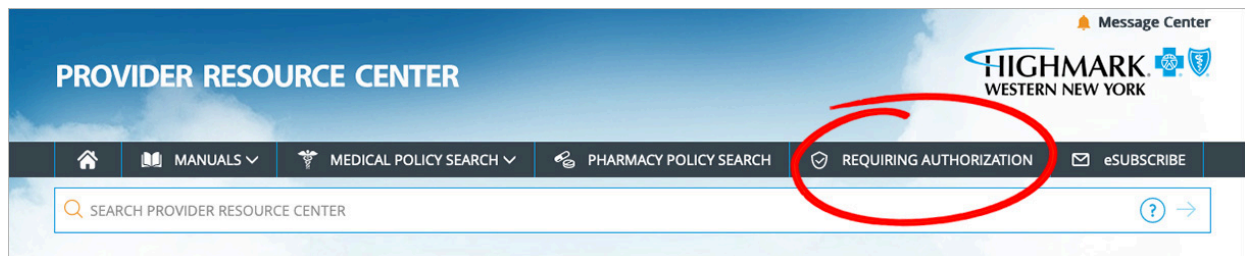 Message Center
PROVIDER RESOURCE CENTER
HIGHMARK
WESTERN NEW YORK
MANUALS
MEDICAL POLICY SEARCH
PHARMACY POLICY SEARCH
REQUIRING AUTHORIZATION
eSUBSCRIBE
SEARCH PROVIDER RESOURCE CENTER
?